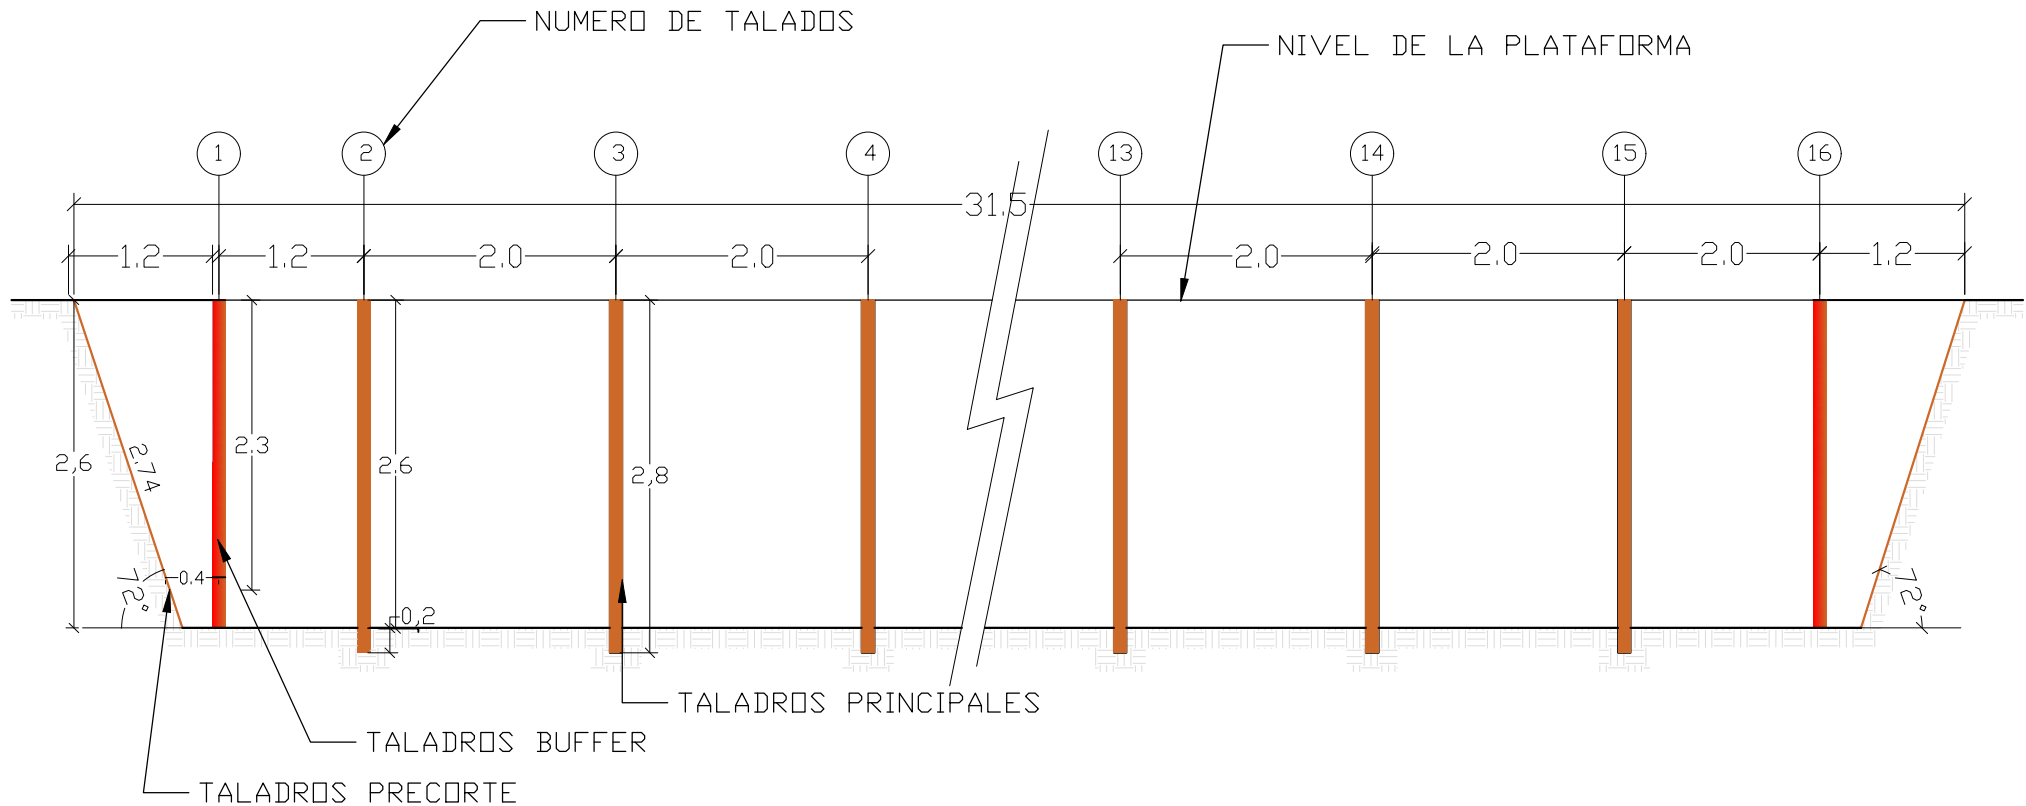 NUMERO DE TALADOS
NIVEL DE LA PLATAFORMA
1 2 3 4 13 14 15 16
31.5
1.2 1.2 2.0 2.0 2.0 2.0 2.0 1.2
2,6 2.74 2.3 2.6 2,8
72° 0.4 0,2 72°
TALADROS PRINCIPALES
TALADROS BUFFER
TALADROS PRECORTE